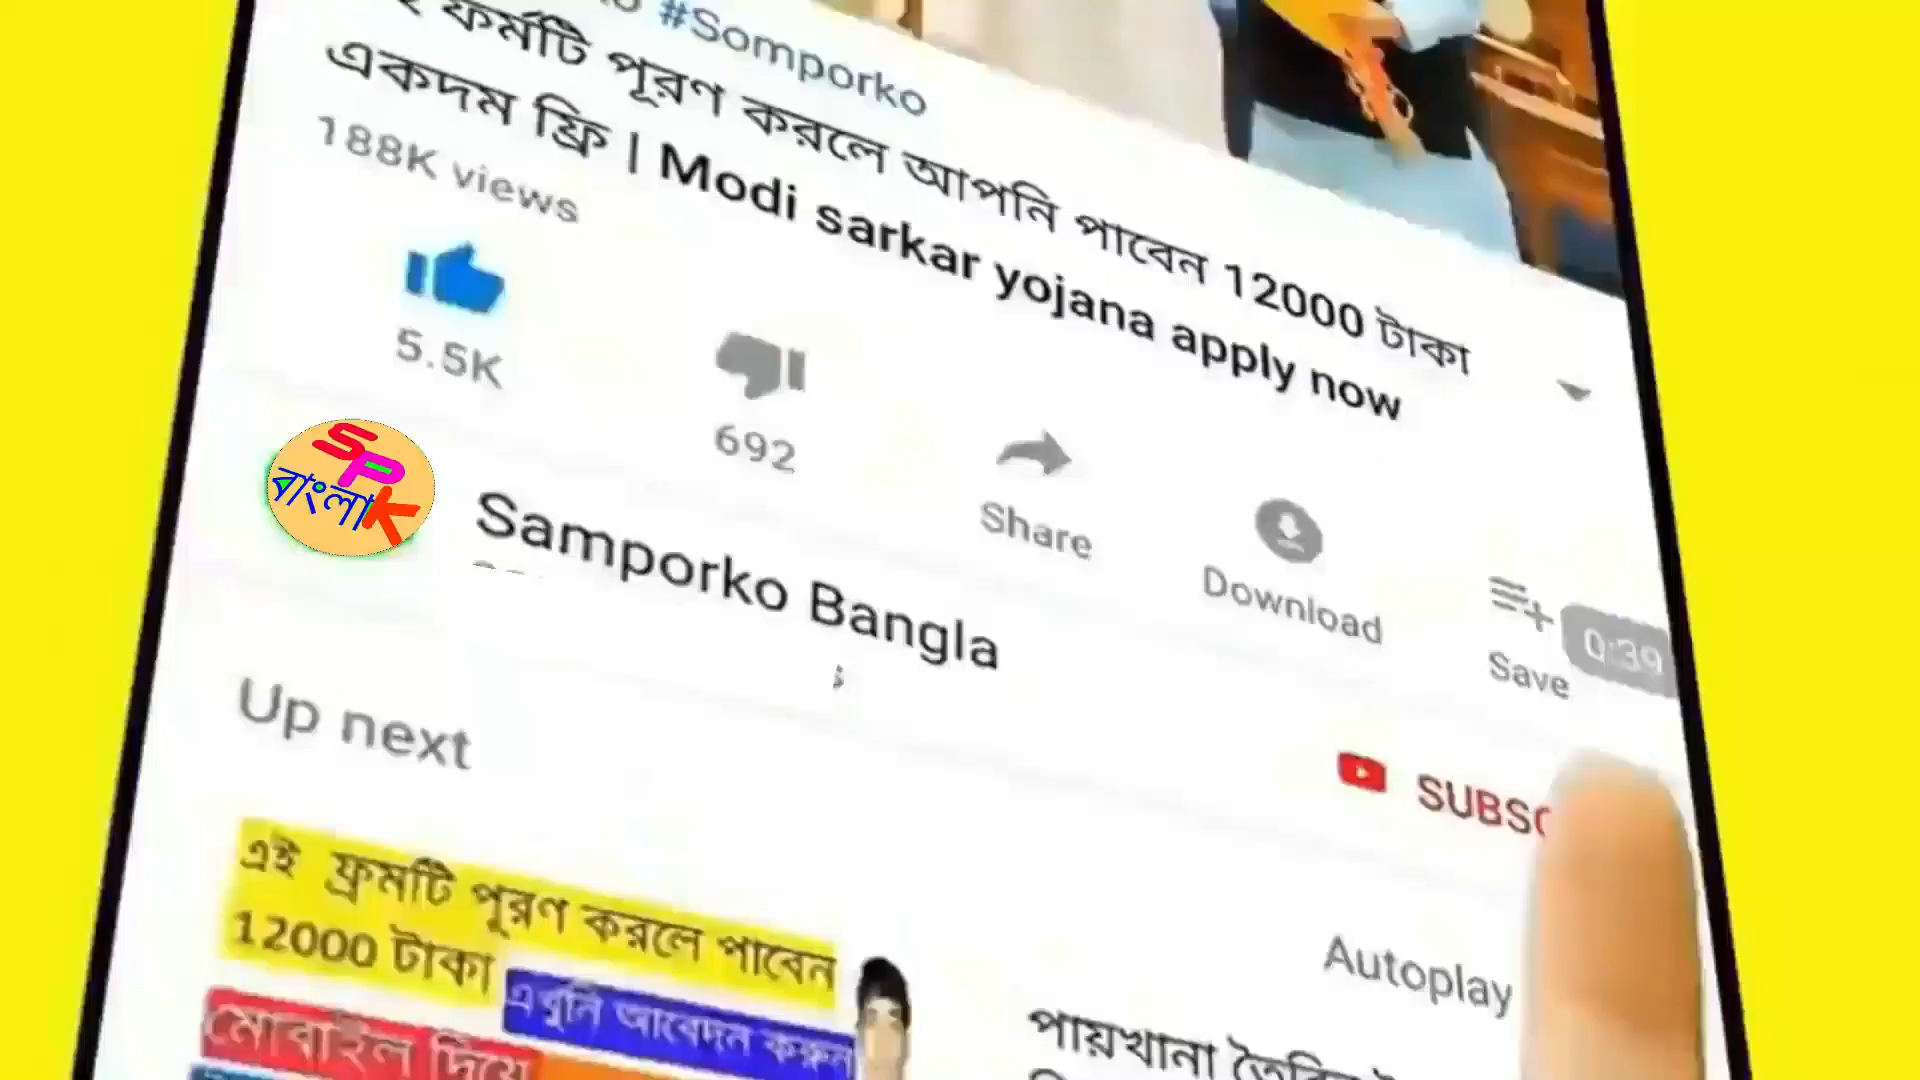 #Somporko
ফর্মটি পূরণ করলে আপনি পাবেন 12000 টাকা
একদম ফ্রি | Modi sarkar yojana apply now
188K views
5.5K
692
Share
Download
Save
0:39
SPK
বাংলা
Samporko Bangla
SUBSC
Up next
Autoplay
এই ফ্রমটি পূরণ করলে পাবেন
12000 টাকা
এখুনি আবেদন করুন
মোবাইল দিয়ে
পায়খানা তৈরির